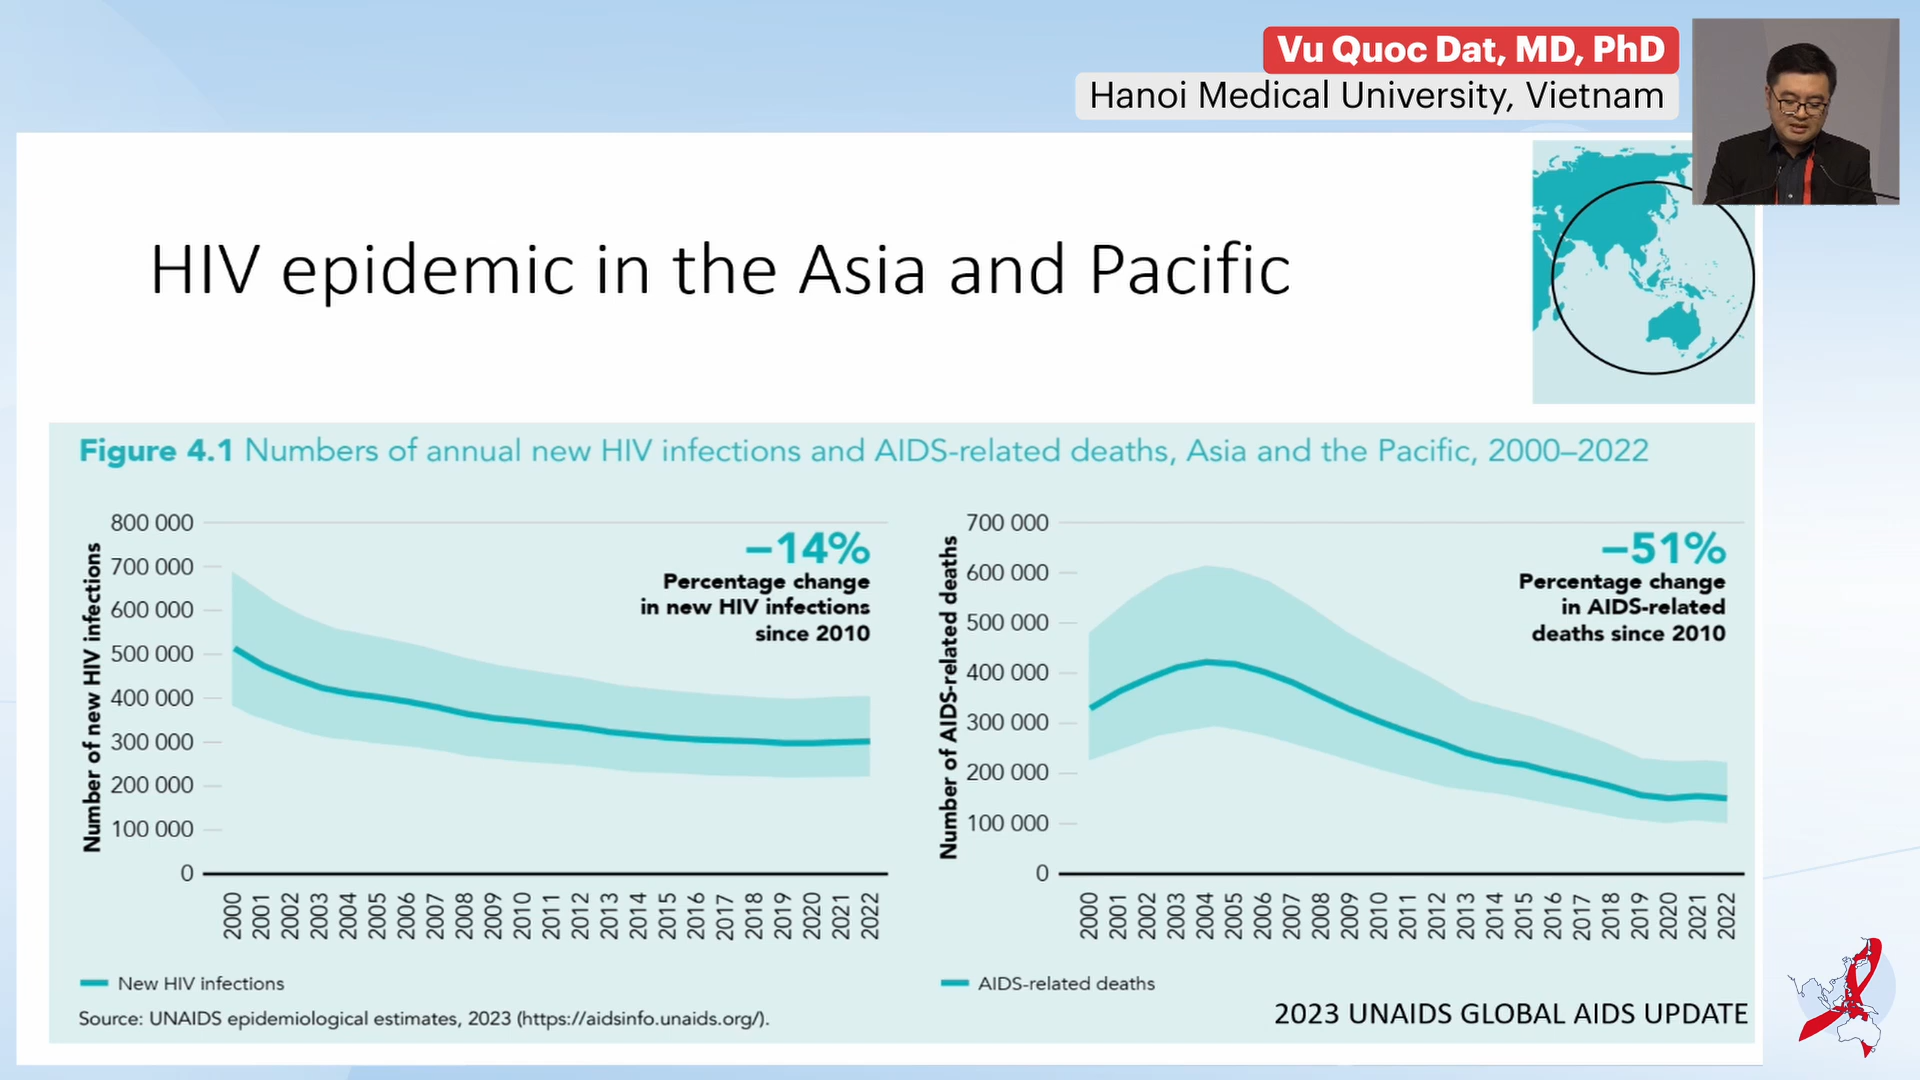 Vu Quoc Dat, MD, PhD
Hanoi Medical University, Vietnam
HIV epidemic in the Asia and Pacific
Figure 4.1 Numbers of annual new HIV infections and AIDS-related deaths, Asia and the Pacific, 2000–2022
Number of new HIV infections
800 000
700 000
600 000
500 000
400 000
300 000
200 000
100 000
0
–14%
Percentage change
in new HIV infections
since 2010
2000 2001 2002 2003 2004 2005 2006 2007 2008 2009 2010 2011 2012 2013 2014 2015 2016 2017 2018 2019 2020 2021 2022
New HIV infections
Number of AIDS-related deaths
700 000
600 000
500 000
400 000
300 000
200 000
100 000
0
–51%
Percentage change
in AIDS-related
deaths since 2010
2000 2001 2002 2003 2004 2005 2006 2007 2008 2009 2010 2011 2012 2013 2014 2015 2016 2017 2018 2019 2020 2021 2022
AIDS-related deaths
Source: UNAIDS epidemiological estimates, 2023 (https://aidsinfo.unaids.org/).
2023 UNAIDS GLOBAL AIDS UPDATE